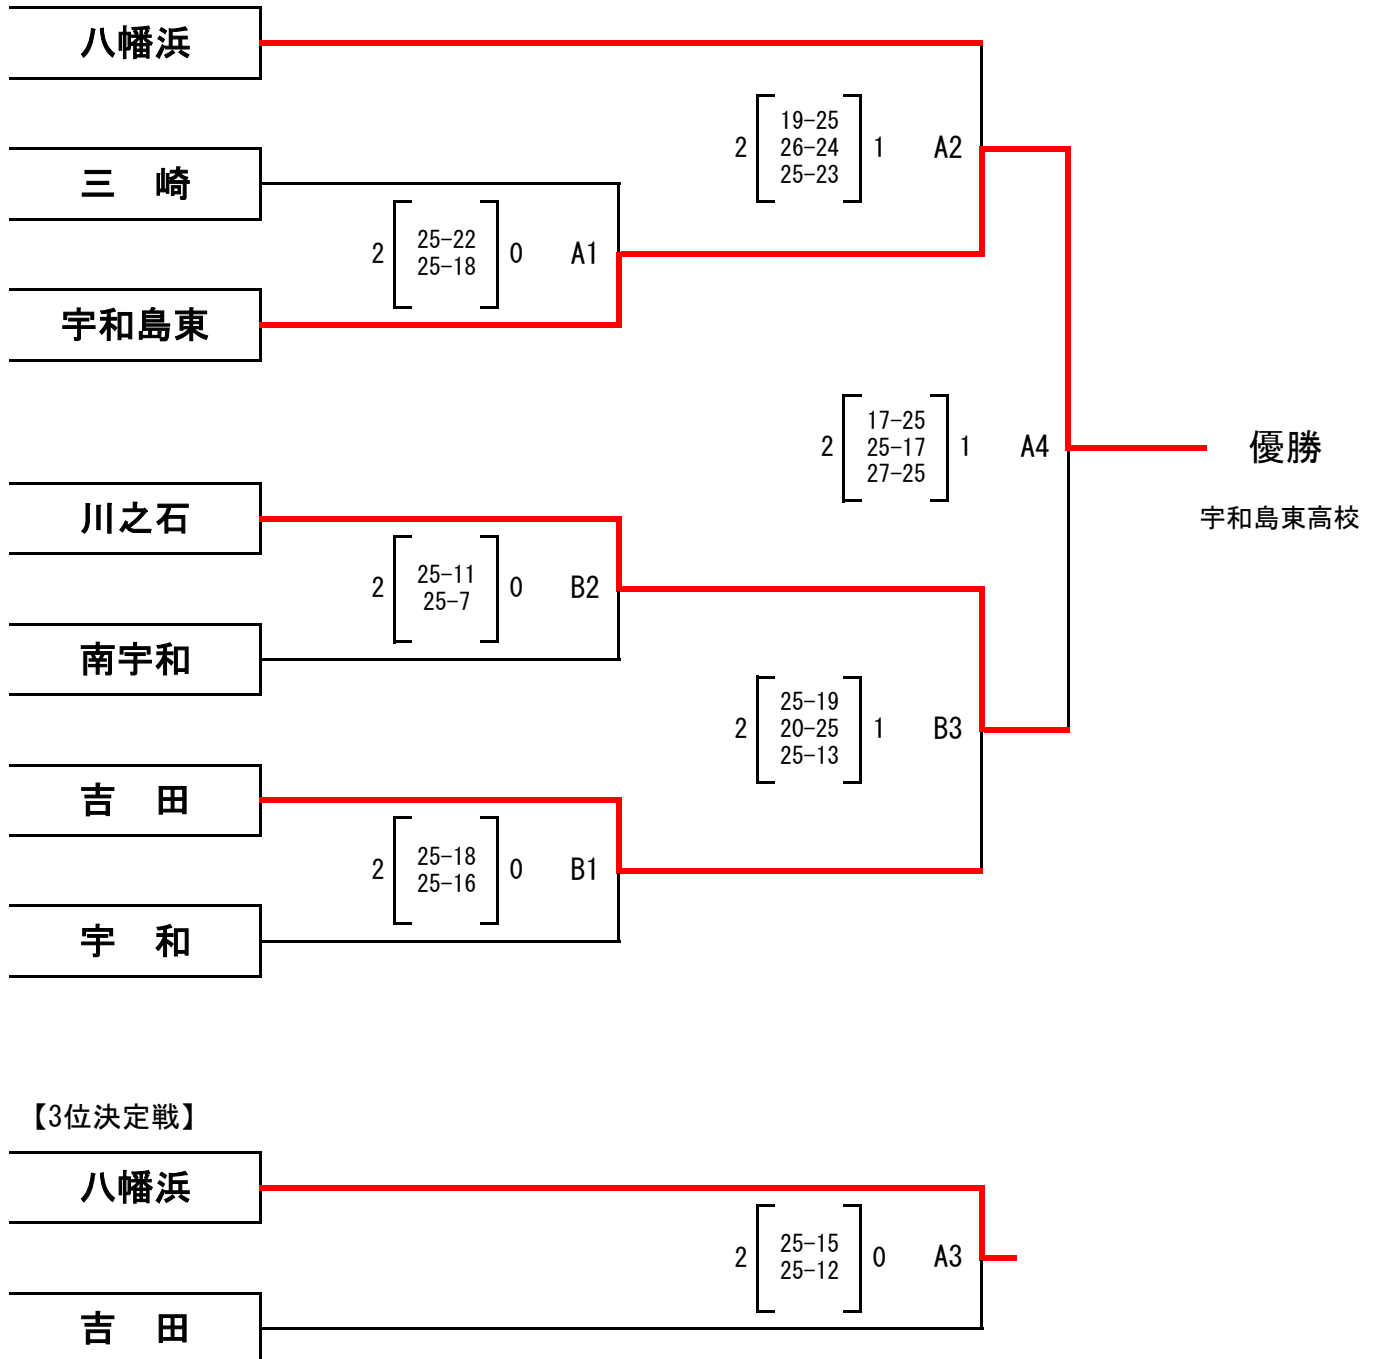 八幡浜
19-25
2 26-24 1 A2
25-23
三　崎
25-22
2 0 A1
25-18
宇和島東
17-25
2 25-17 1 A4
27-25
優勝
宇和島東高校
川之石
25-11
2 0 B2
25-7
南宇和
25-19
2 20-25 1 B3
25-13
吉　田
25-18
2 0 B1
25-16
宇　和
【3位決定戦】
八幡浜
25-15
2 0 A3
25-12
吉　田